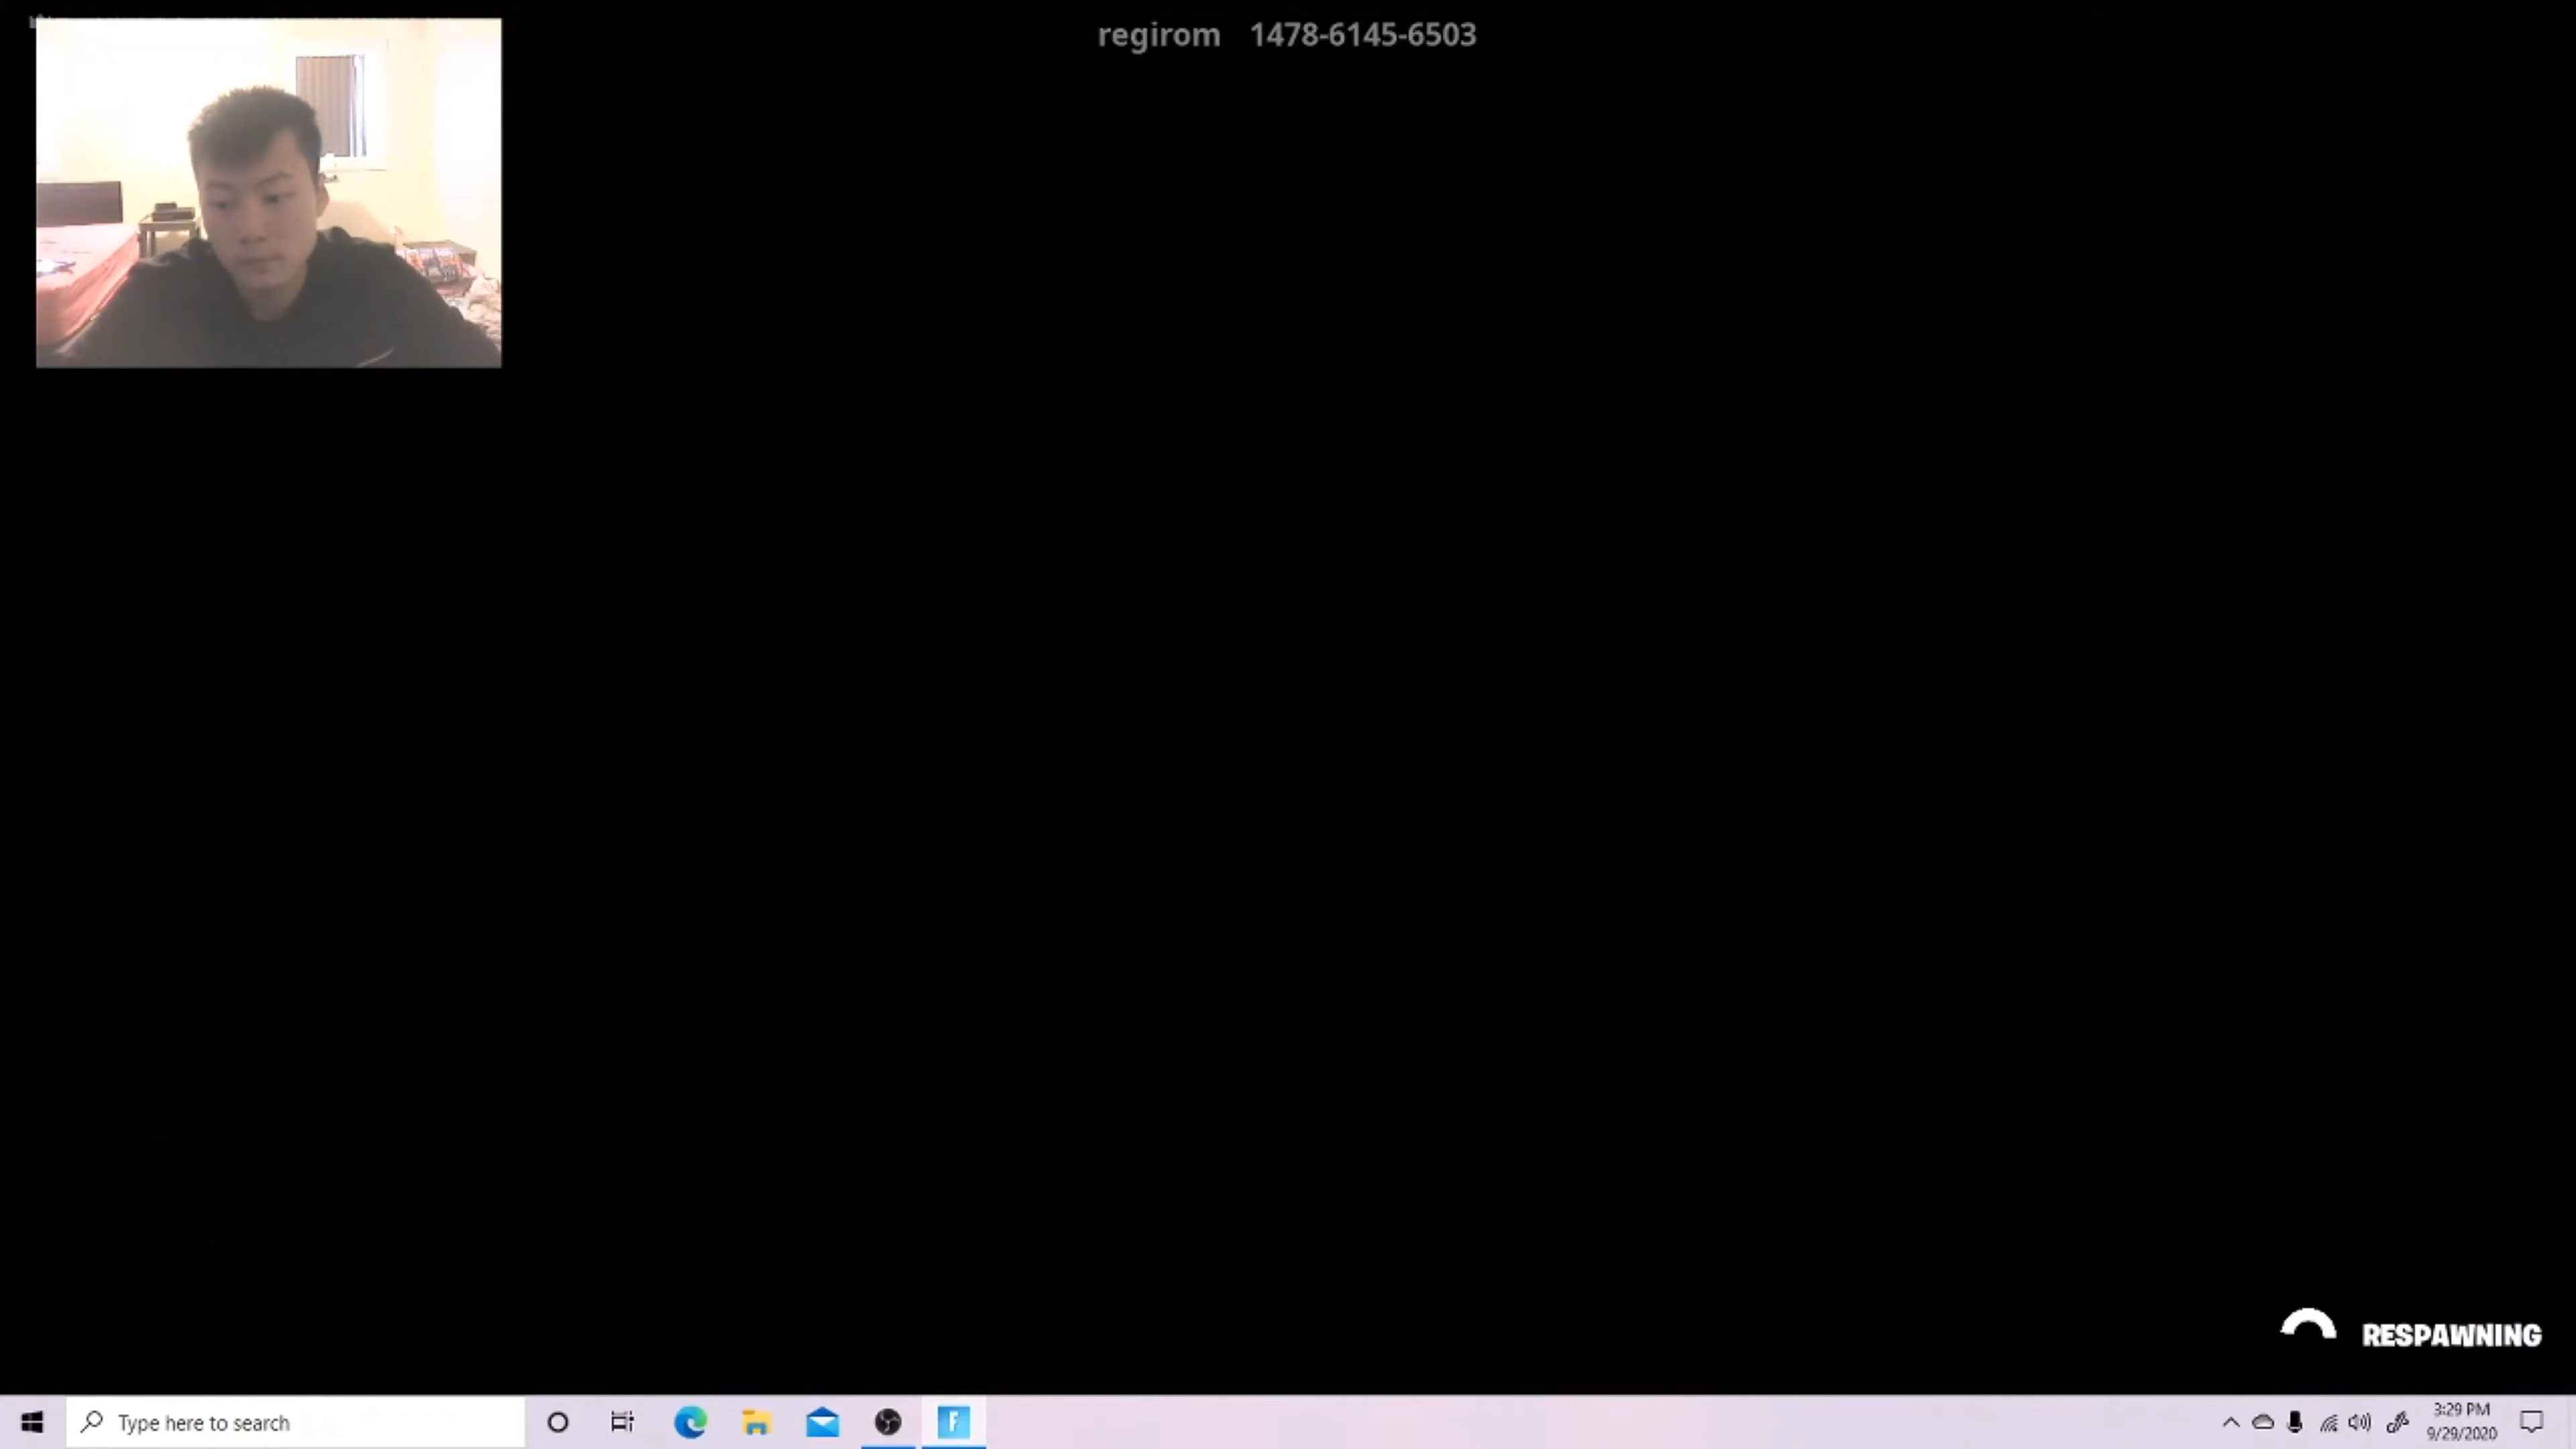 regirom 1478-6145-6503
RESPAWNING
Type here to search
F
3:29 PM
9/29/2020